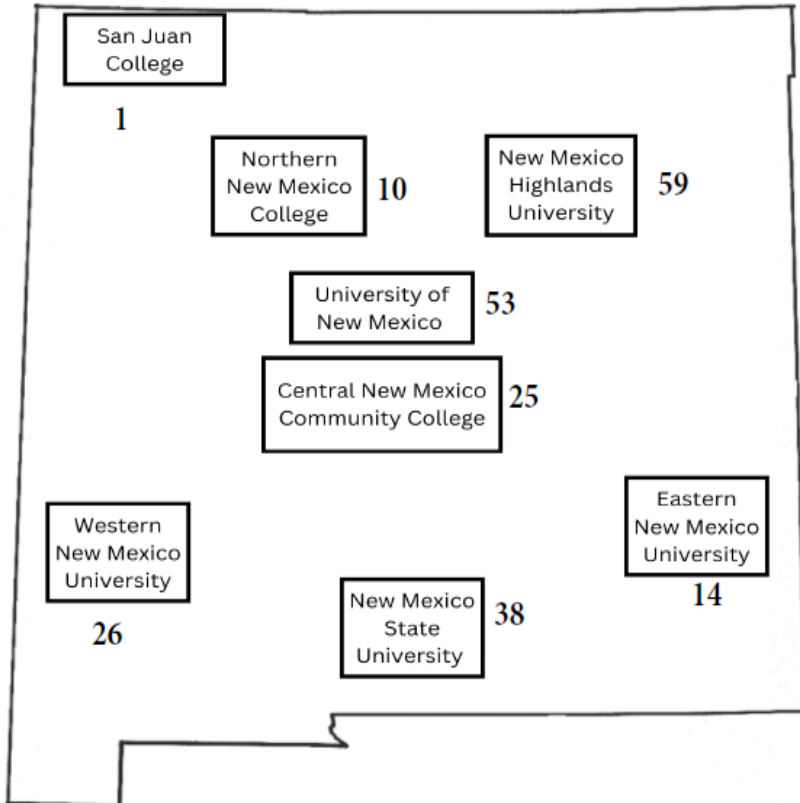 San Juan
College
1
Northern
New Mexico
College
10
New Mexico
Highlands
University
59
University of
New Mexico
53
Central New Mexico
Community College
25
Western
New Mexico
University
26
New Mexico
State
University
38
Eastern
New Mexico
University
14